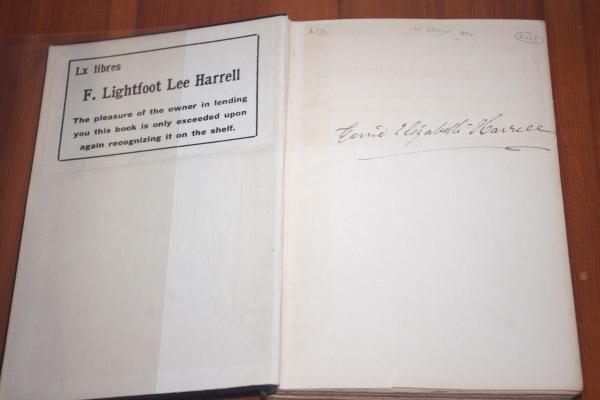 Lx libres
F. Lightfoot Lee Harrell
The pleasure of the owner in lending
you this book is only exceeded upon
again recognizing it on the shelf.
Carrie Elizabeth Harrell